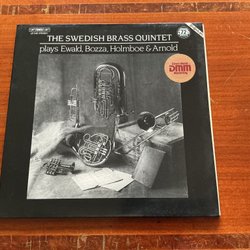 THE SWEDISH BRASS QUINTET
plays Ewald, Bozza, Holmboe & Arnold
DMM